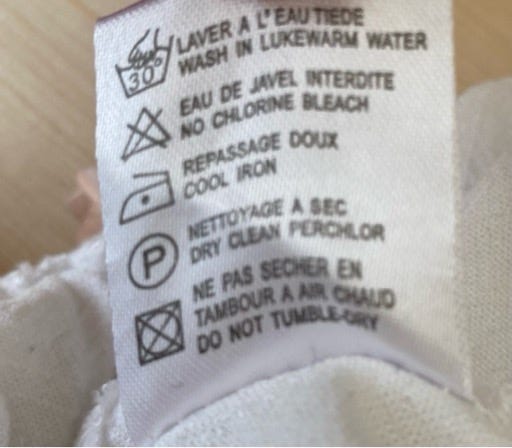 LAVER A L'EAU TIEDE
WASH IN LUKEWARM WATER
30°
EAU DE JAVEL INTERDITE
NO CHLORINE BLEACH
REPASSAGE DOUX
COOL IRON
NETTOYAGE A SEC
DRY CLEAN PERCHLOR
P
NE PAS SECHER EN
TAMBOUR A AIR CHAUD
DO NOT TUMBLE-DRY